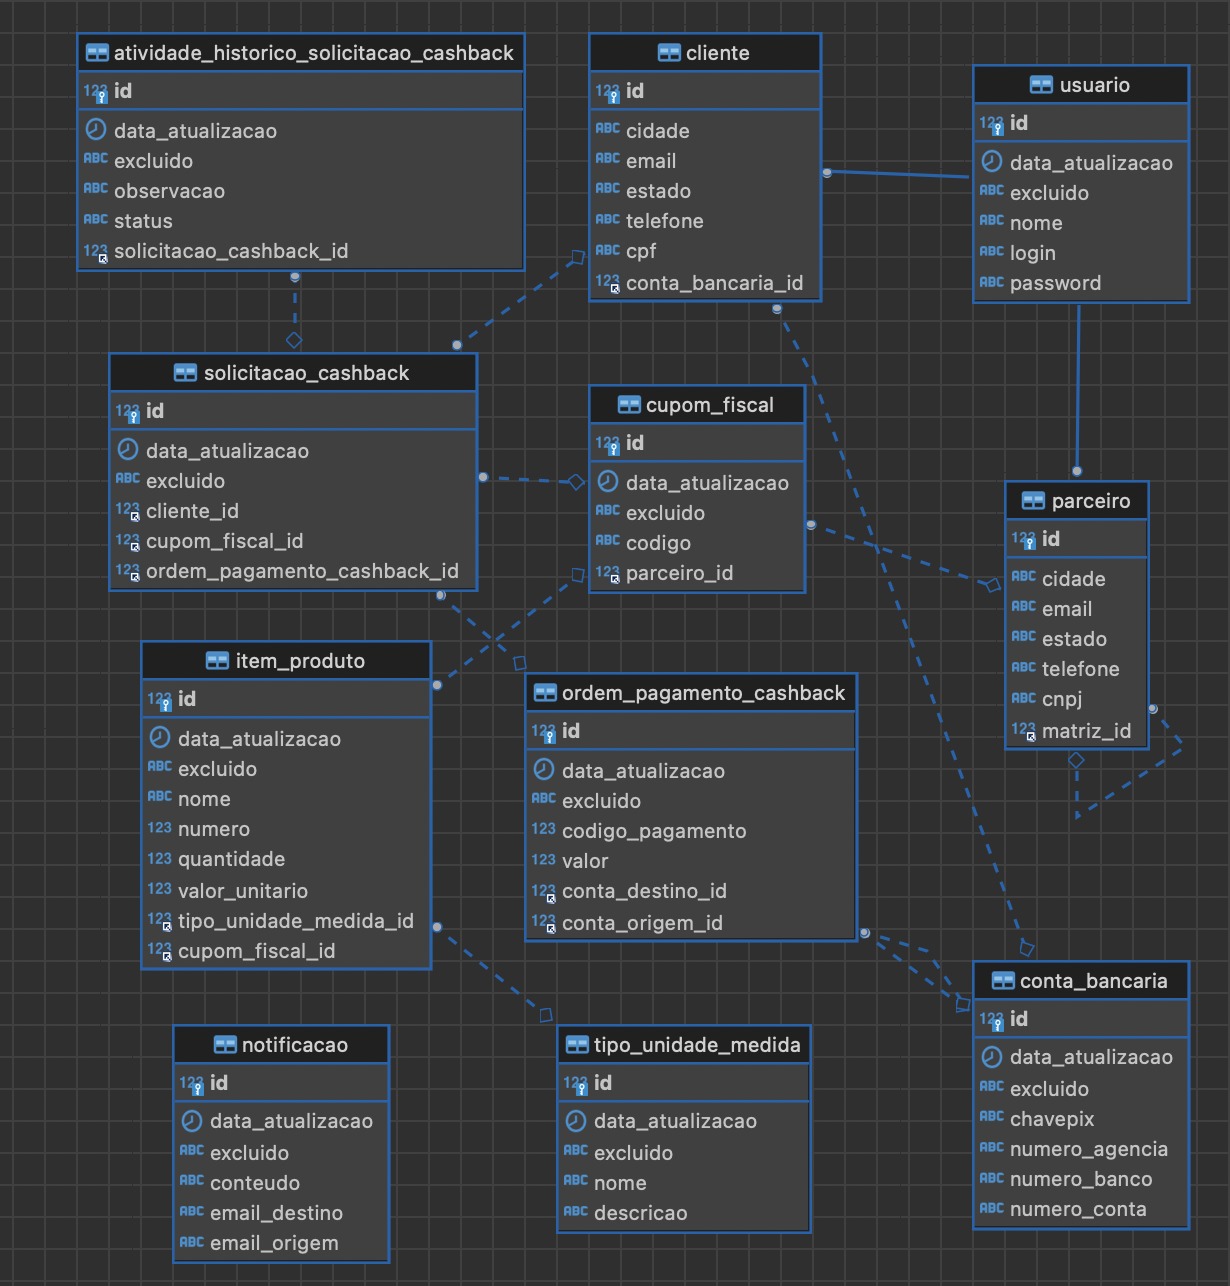 atividade_historico_solicitacao_cashback
123 id
data_atualizacao
ABC excluido
ABC observacao
ABC status
123 solicitacao_cashback_id
cliente
123 id
ABC cidade
ABC email
ABC estado
ABC telefone
ABC cpf
123 conta_bancaria_id
usuario
123 id
data_atualizacao
ABC excluido
ABC nome
ABC login
ABC password
solicitacao_cashback
123 id
data_atualizacao
ABC excluido
123 cliente_id
123 cupom_fiscal_id
123 ordem_pagamento_cashback_id
cupom_fiscal
123 id
data_atualizacao
ABC excluido
ABC codigo
123 parceiro_id
parceiro
123 id
ABC cidade
ABC email
ABC estado
ABC telefone
ABC cnpj
123 matriz_id
item_produto
123 id
data_atualizacao
ABC excluido
ABC nome
123 numero
123 quantidade
123 valor_unitario
123 tipo_unidade_medida_id
123 cupom_fiscal_id
ordem_pagamento_cashback
123 id
data_atualizacao
ABC excluido
123 codigo_pagamento
123 valor
123 conta_destino_id
123 conta_origem_id
conta_bancaria
123 id
data_atualizacao
ABC excluido
ABC chavepix
ABC numero_agencia
ABC numero_banco
ABC numero_conta
notificacao
123 id
data_atualizacao
ABC excluido
ABC conteudo
ABC email_destino
ABC email_origem
tipo_unidade_medida
123 id
data_atualizacao
ABC excluido
ABC nome
ABC descricao